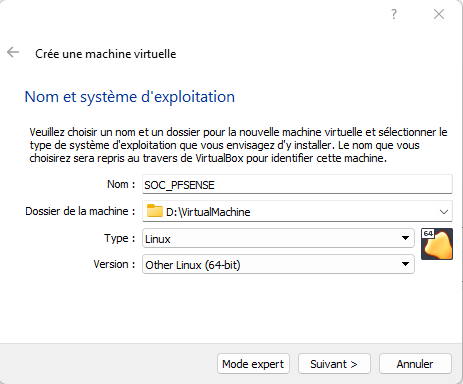 ?
Crée une machine virtuelle
Nom et système d'exploitation
Veuillez choisir un nom et un dossier pour la nouvelle machine virtuelle et sélectionner le
type de système d'exploitation que vous envisagez d'y installer. Le nom que vous
choisirez sera repris au travers de VirtualBox pour identifier cette machine.
Nom : SOC_PFSENSE
Dossier de la machine : D:\VirtualMachine
Type : Linux
64
Version : Other Linux (64-bit)
Mode expert Suivant > Annuler